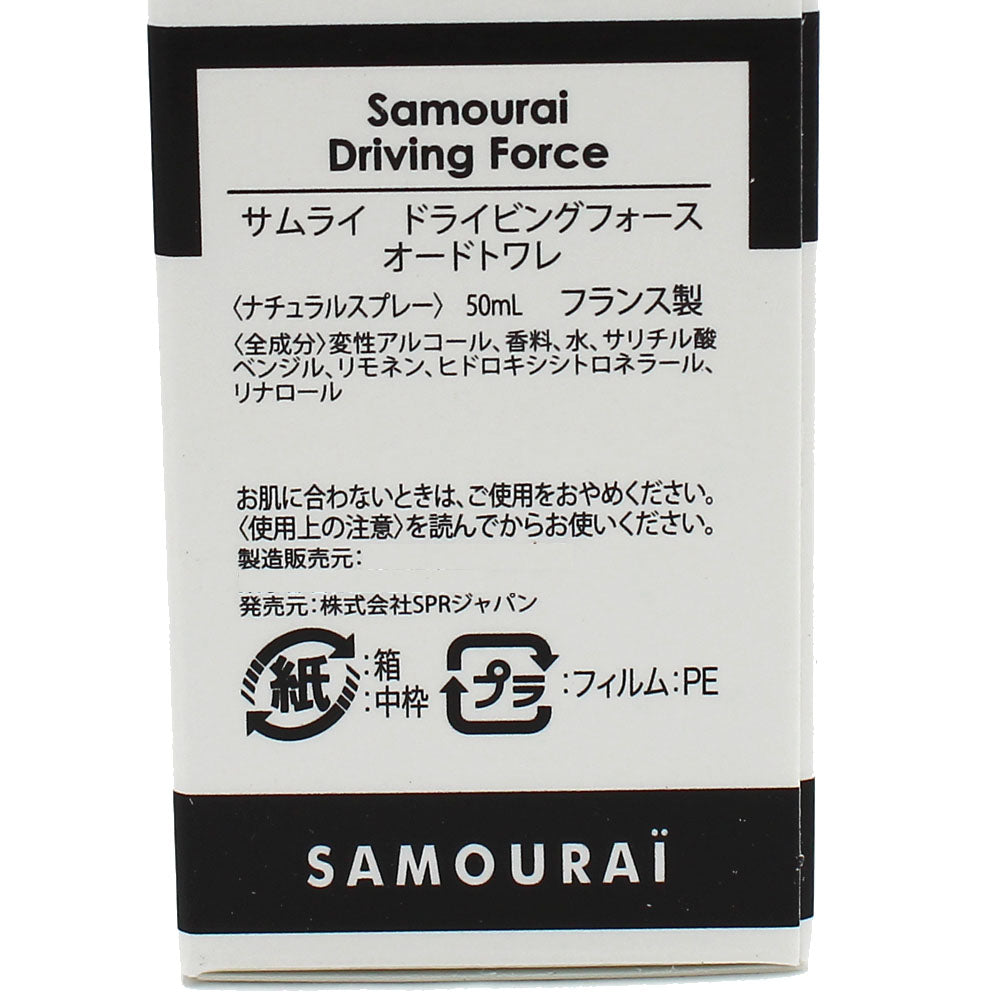 Samourai
Driving Force
サムライ　ドライビングフォース
オードトワレ
〈ナチュラルスプレー〉 50mL　フランス製
〈全成分〉変性アルコール、香料、水、サリチル酸
ベンジル、リモネン、ヒドロキシシトロネラール、
リナロール
お肌に合わないときは、ご使用をおやめください。
〈使用上の注意〉を読んでからお使いください。
製造販売元:
発売元:株式会社SPRジャパン
紙 :箱
:中枠
プラ :フィルム:PE
SAMOURAÏ